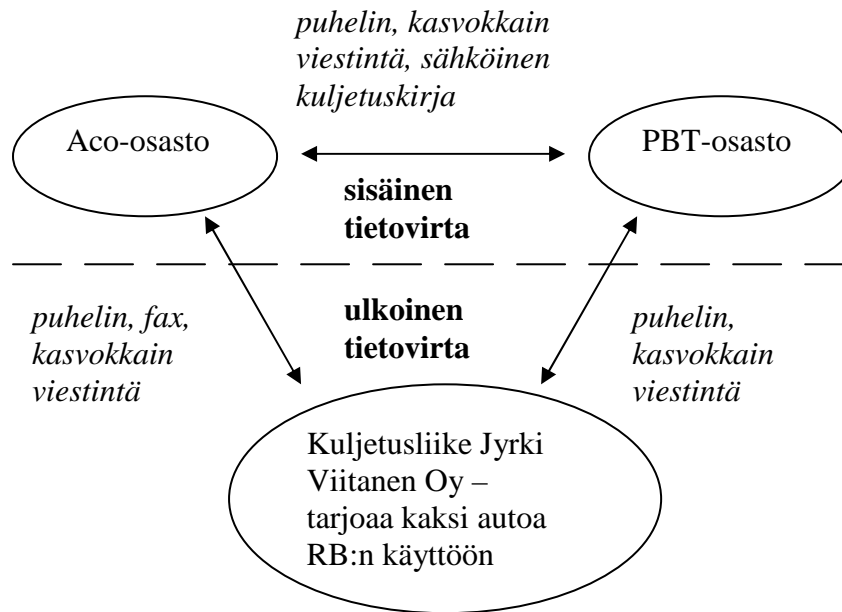 puhelin, kasvokkain
viestintä, sähköinen
kuljetuskirja
Aco-osasto
PBT-osasto
sisäinen
tietovirta
puhelin, fax,
kasvokkain
viestintä
ulkoinen
tietovirta
puhelin,
kasvokkain
viestintä
Kuljetusliike Jyrki
Viitanen Oy –
tarjoaa kaksi autoa
RB:n käyttöön